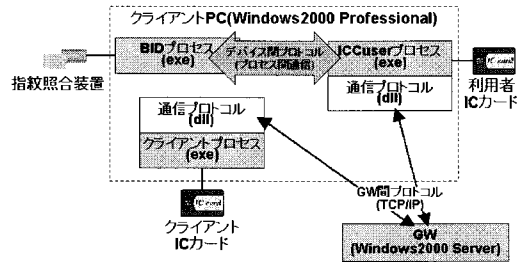 クライアントPC(Windows2000 Professional)
BIDプロセス
(exe)
デバイス間プロトコル
(プロセス間通信)
ICCuserプロセス
(exe)
指紋照合装置
通信プロトコル
(dll)
IC card
利用者
ICカード
通信プロトコル
(dll)
クライアントプロセス
(exe)
GW間プロトコル
(TCP/IP)
IC card
クライアント
ICカード
GW
(Windows2000 Server)